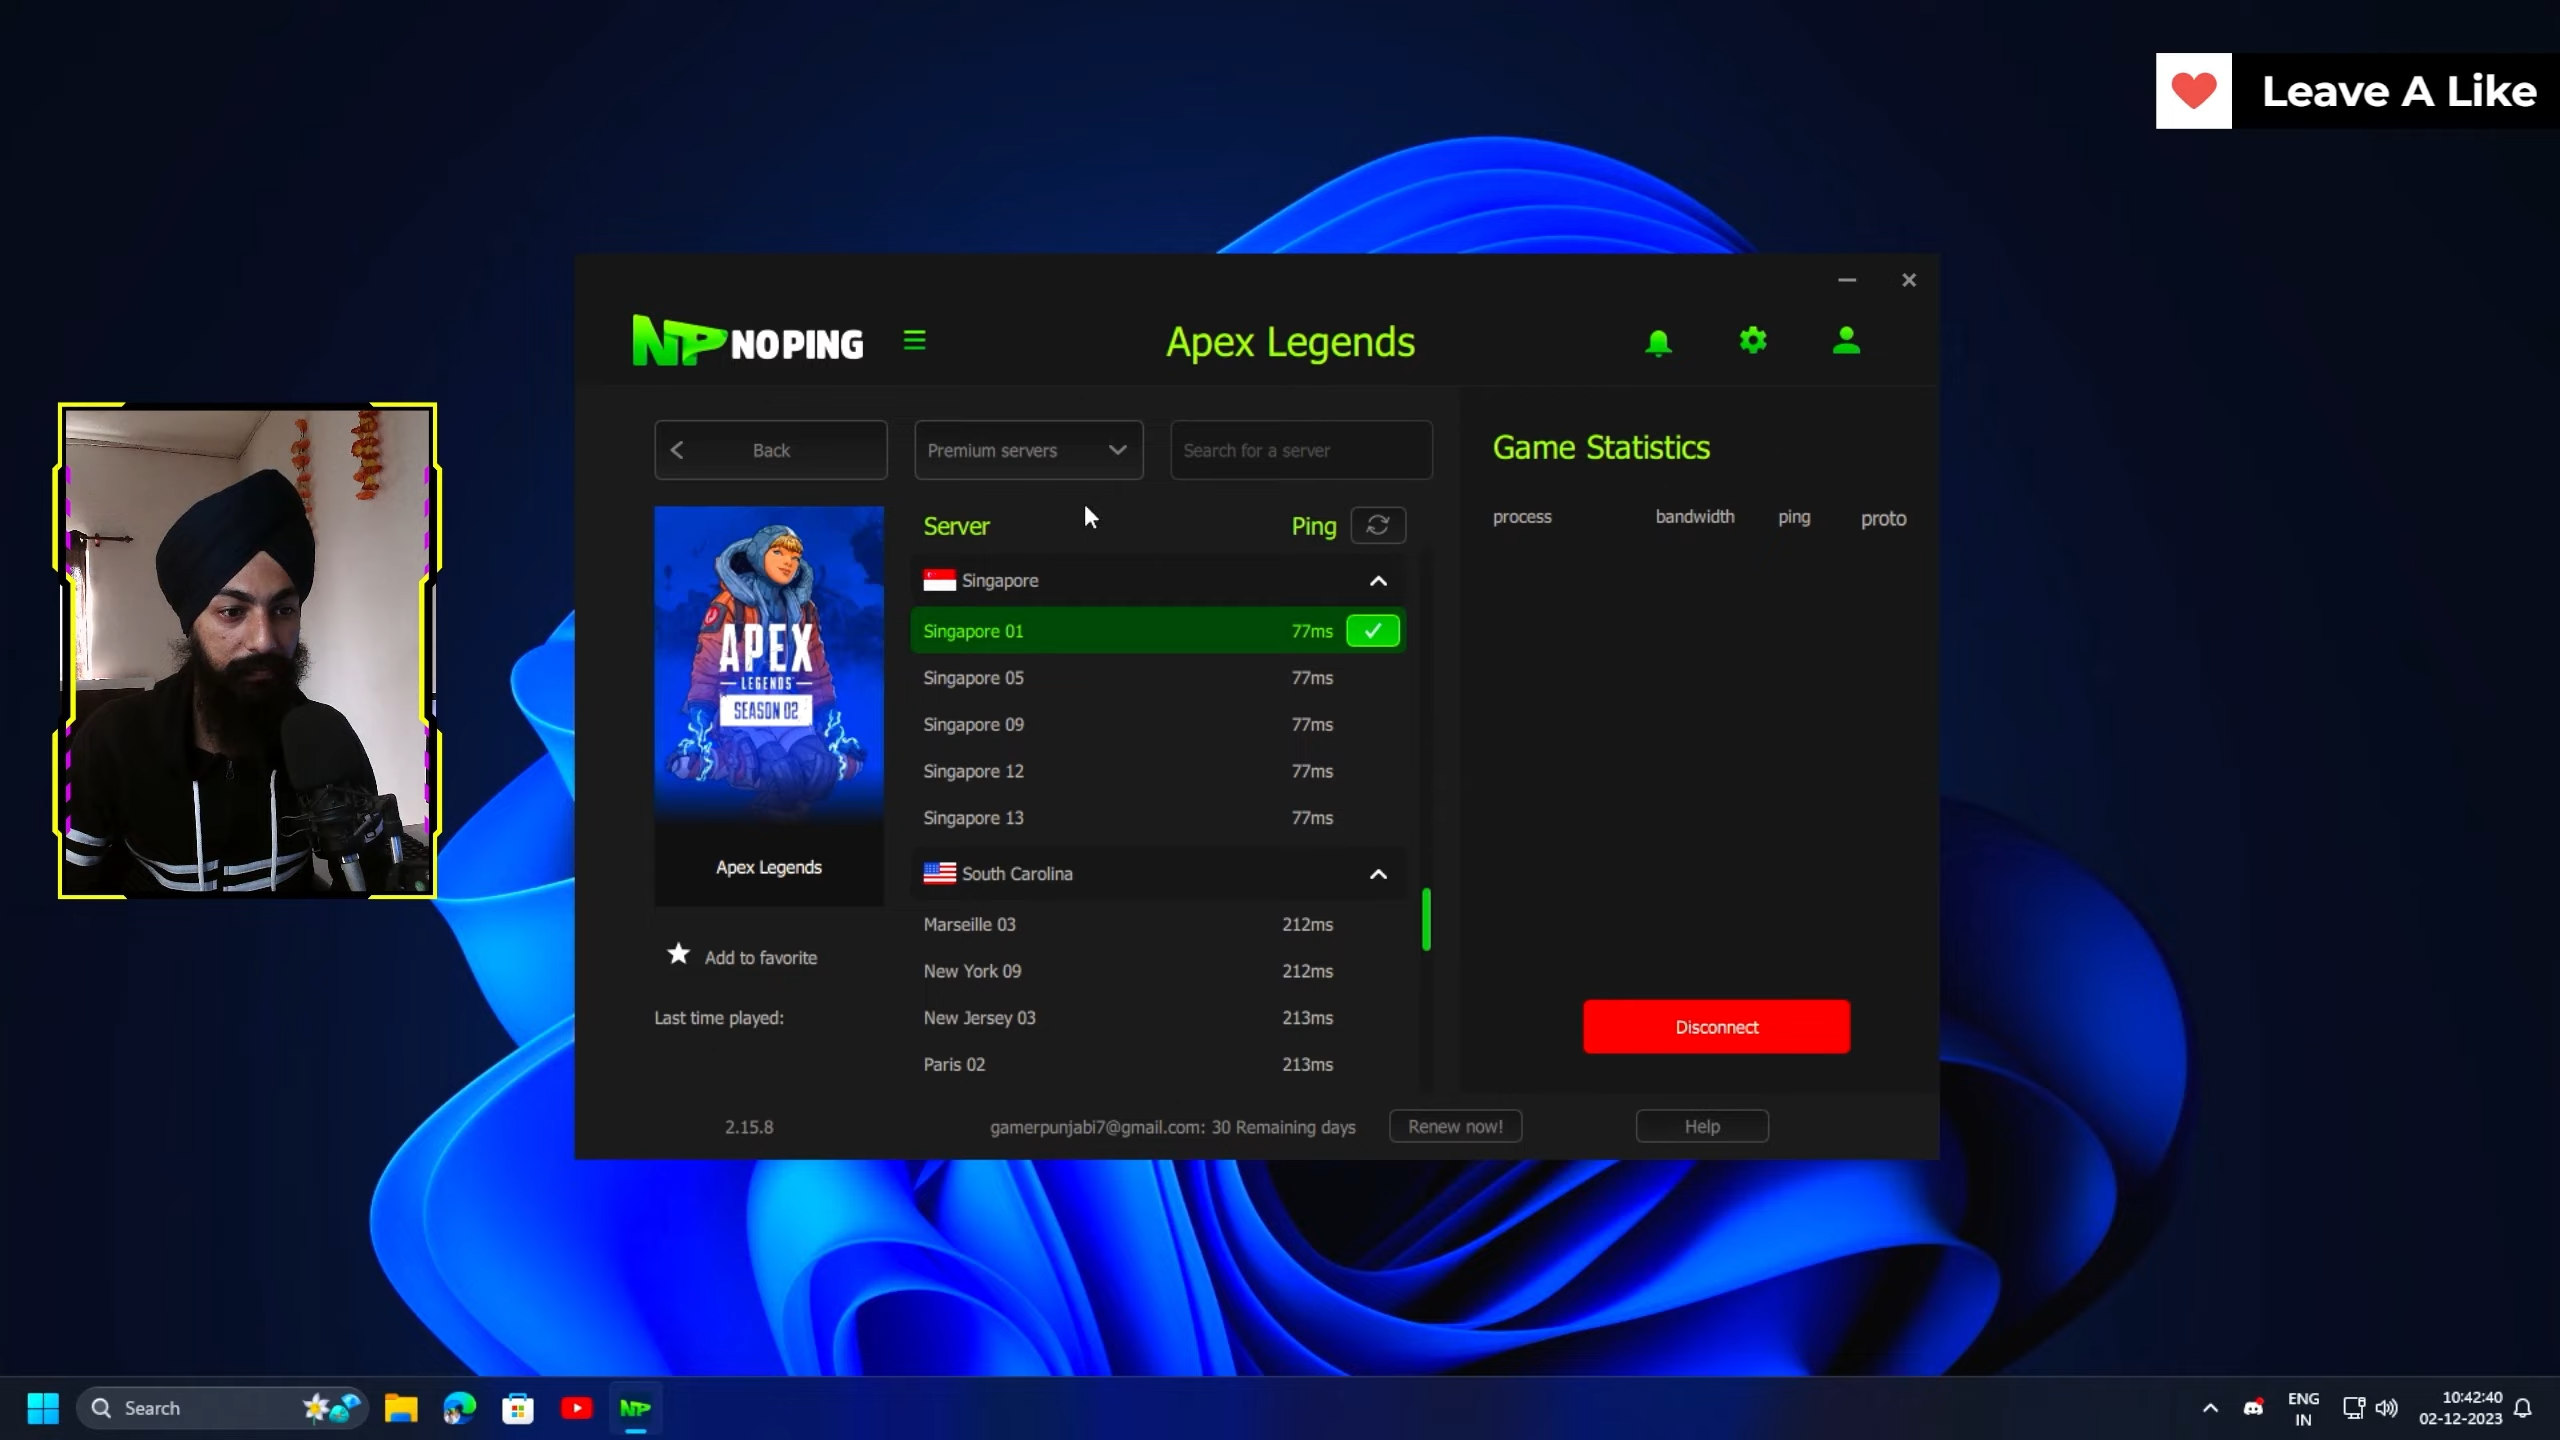 Leave A Like
NP NOPING
Apex Legends
Back
Premium servers
Search for a server
Game Statistics
process bandwidth ping proto
Server Ping
Singapore
Singapore 01 77ms
Singapore 05 77ms
Singapore 09 77ms
Singapore 12 77ms
Singapore 13 77ms
South Carolina
Marseille 03 212ms
New York 09 212ms
New Jersey 03 213ms
Paris 02 213ms
APEX
LEGENDS
SEASON 02
Apex Legends
Add to favorite
Last time played:
Disconnect
2.15.8
gamerpunjabi7@gmail.com: 30 Remaining days
Renew now!
Help
Search
NP
ENG
IN
10:42:40
02-12-2023